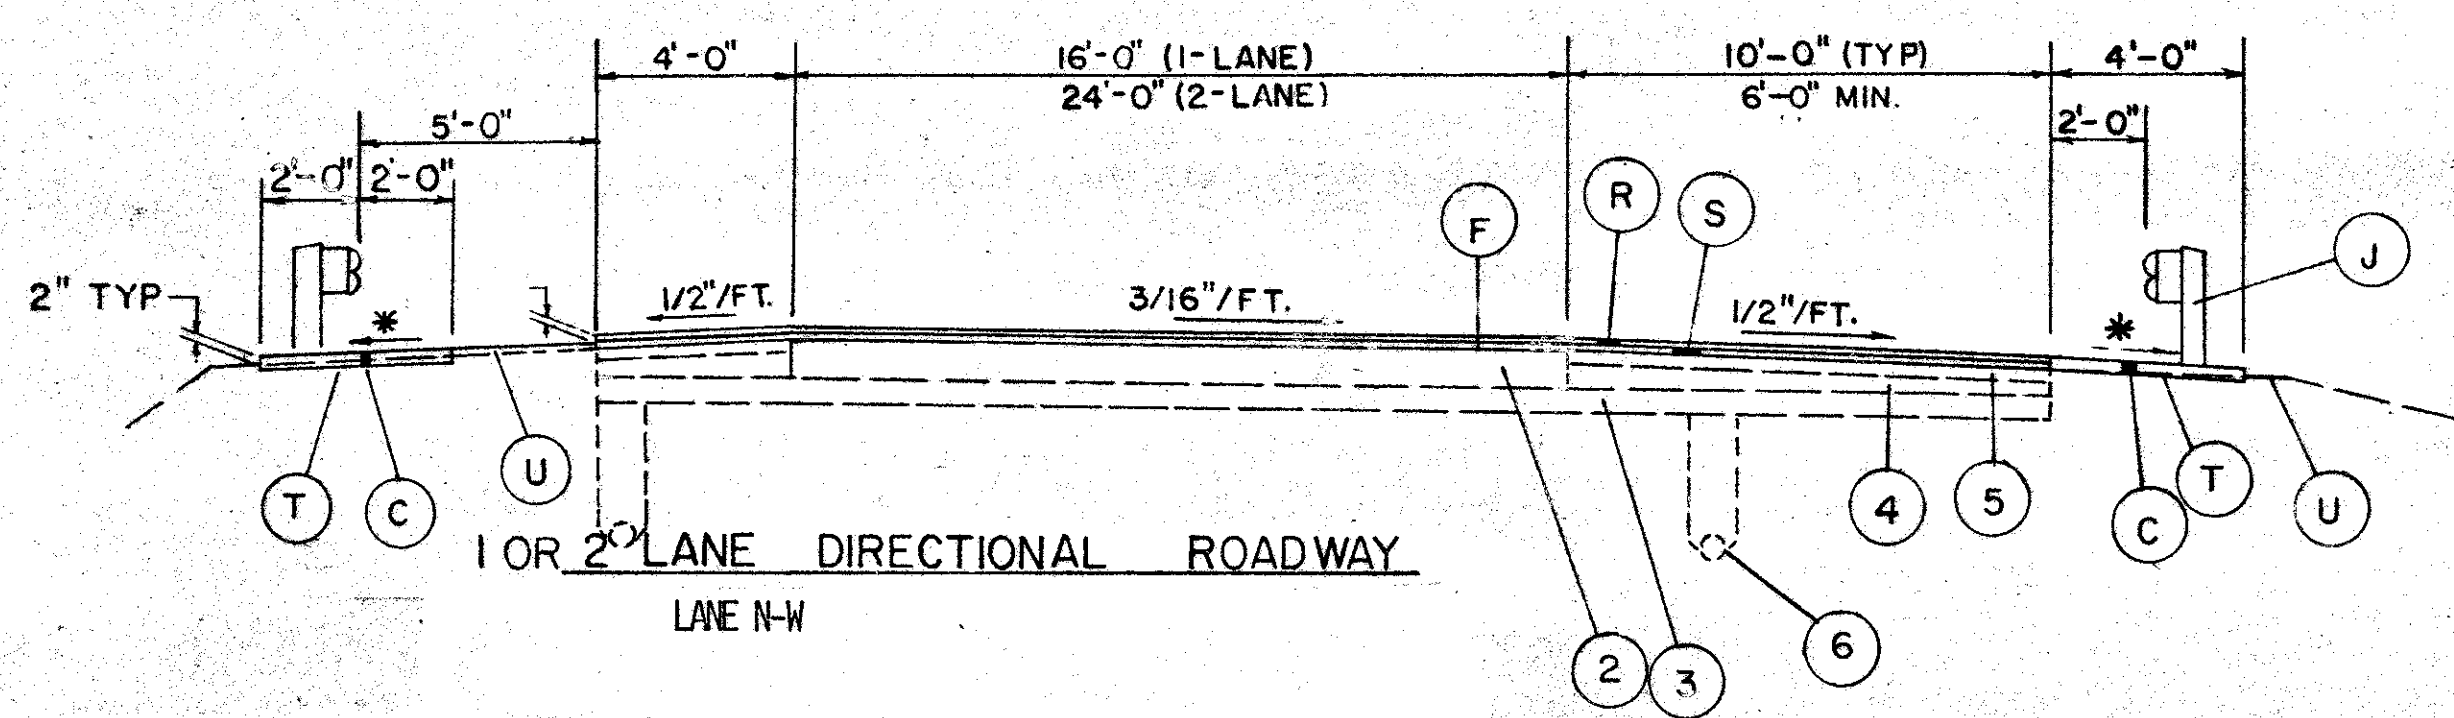 4'-0" 16'-0" (1-LANE) 10'-0" (TYP) 4'-0"
24'-0" (2-LANE) 6'-0" MIN.
5'-0" 2'-0"
2'-0" 2'-0"
R S
F J
2" TYP * 1/2"/FT. 3/16"/FT. 1/2"/FT. *
T C U 4 5 C T U
1 OR 2 LANE DIRECTIONAL ROADWAY
LANE N-W
2 3 6